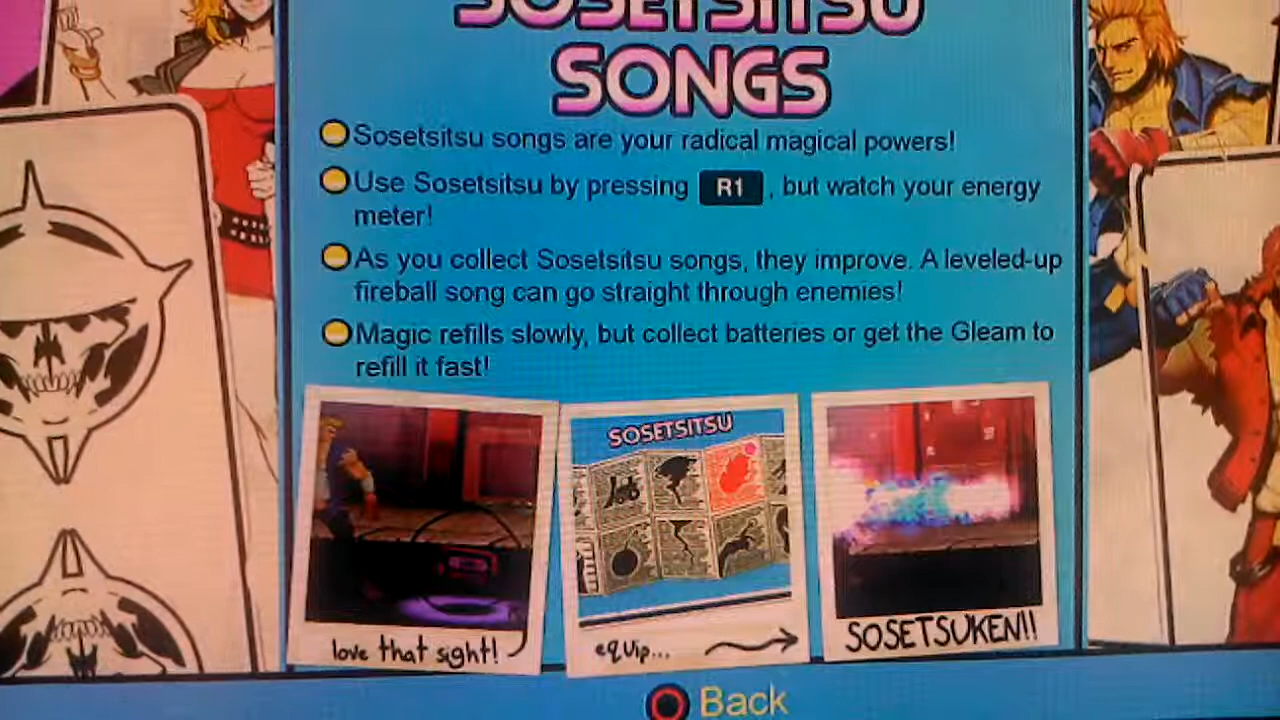 SOSETSITSU
SONGS
Sosetsitsu songs are your radical magical powers!
Use Sosetsitsu by pressing R1 , but watch your energy
meter!
As you collect Sosetsitsu songs, they improve. A leveled-up
fireball song can go straight through enemies!
Magic refills slowly, but collect batteries or get the Gleam to
refill it fast!
SOSETSITSU
love that sight!
equip...
SOSETSUKEN!!
Back